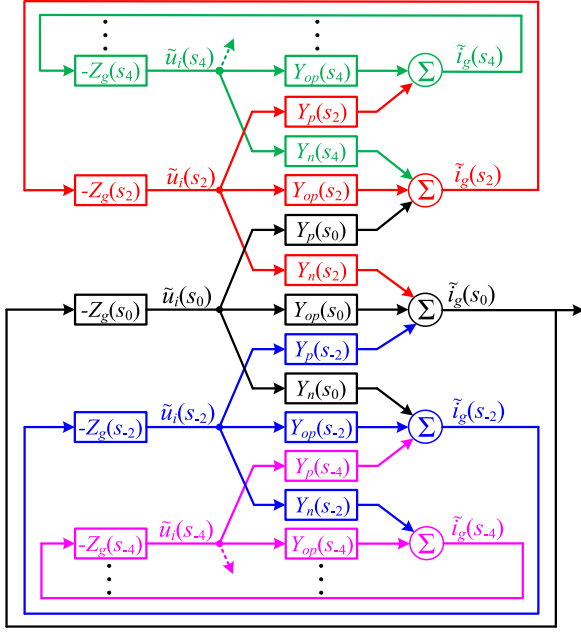 ⋮ ⋮
-Z_g(s_4) ũ_i(s_4) Y_op(s_4) Σ ĩ_g(s_4)
Y_p(s_2)
Y_n(s_4)
-Z_g(s_2) ũ_i(s_2) Y_op(s_2) Σ ĩ_g(s_2)
Y_p(s_0)
Y_n(s_2)
-Z_g(s_0) ũ_i(s_0) Y_op(s_0) Σ ĩ_g(s_0)
Y_p(s_-2)
Y_n(s_0)
-Z_g(s_-2) ũ_i(s_-2) Y_op(s_-2) Σ ĩ_g(s_-2)
Y_p(s_-4)
Y_n(s_-2)
-Z_g(s_-4) ũ_i(s_-4) Y_op(s_-4) Σ ĩ_g(s_-4)
⋮ ⋮